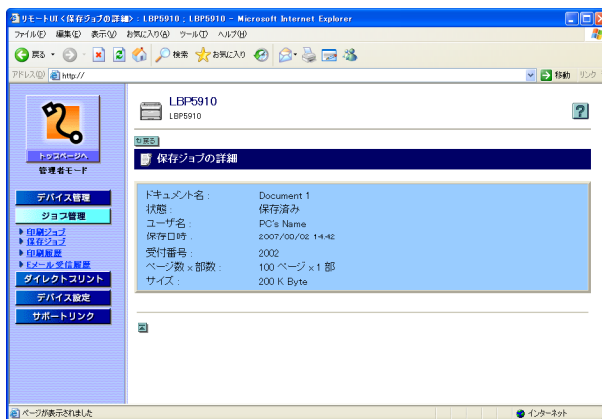 リモートUI <保存ジョブの詳細> : LBP5910 ; LBP5910 - Microsoft Internet Explorer
ファイル(F) 編集(E) 表示(V) お気に入り(A) ツール(T) ヘルプ(H)
戻る 検索 お気に入り
アドレス(D) http:// 移動 リンク
LBP5910
LBP5910
トップページへ
管理者モード
戻る
保存ジョブの詳細
デバイス管理
ジョブ管理
印刷ジョブ
保存ジョブ
印刷履歴
Eメール受信履歴
ダイレクトプリント
デバイス設定
サポートリンク
ドキュメント名 : Document 1
状態 : 保存済み
ユーザ名 : PC's Name
保存日時 : 2007/00/02 14:42
受付番号 : 2002
ページ数 x 部数 : 100 ページ x 1 部
サイズ : 200 K Byte
ページが表示されました インターネット